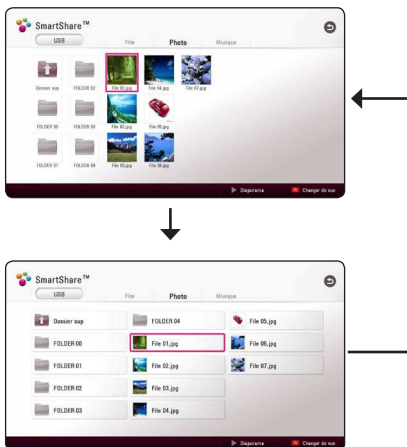 SmartShare™
USB
Film Photo Musique
Dossier sup FOLDER 02 File 01.jpg File 04.jpg File 07.jpg
FOLDER 00 FOLDER 03 File 02.jpg File 05.jpg
FOLDER 01 FOLDER 04 File 03.jpg File 06.jpg
Diaporama Changer de vue
SmartShare™
USB
Film Photo Musique
Dossier sup FOLDER 04 File 05.jpg
FOLDER 00 File 01.jpg File 06.jpg
FOLDER 01 File 02.jpg File 07.jpg
FOLDER 02 File 03.jpg
FOLDER 03 File 04.jpg
Diaporama Changer de vue